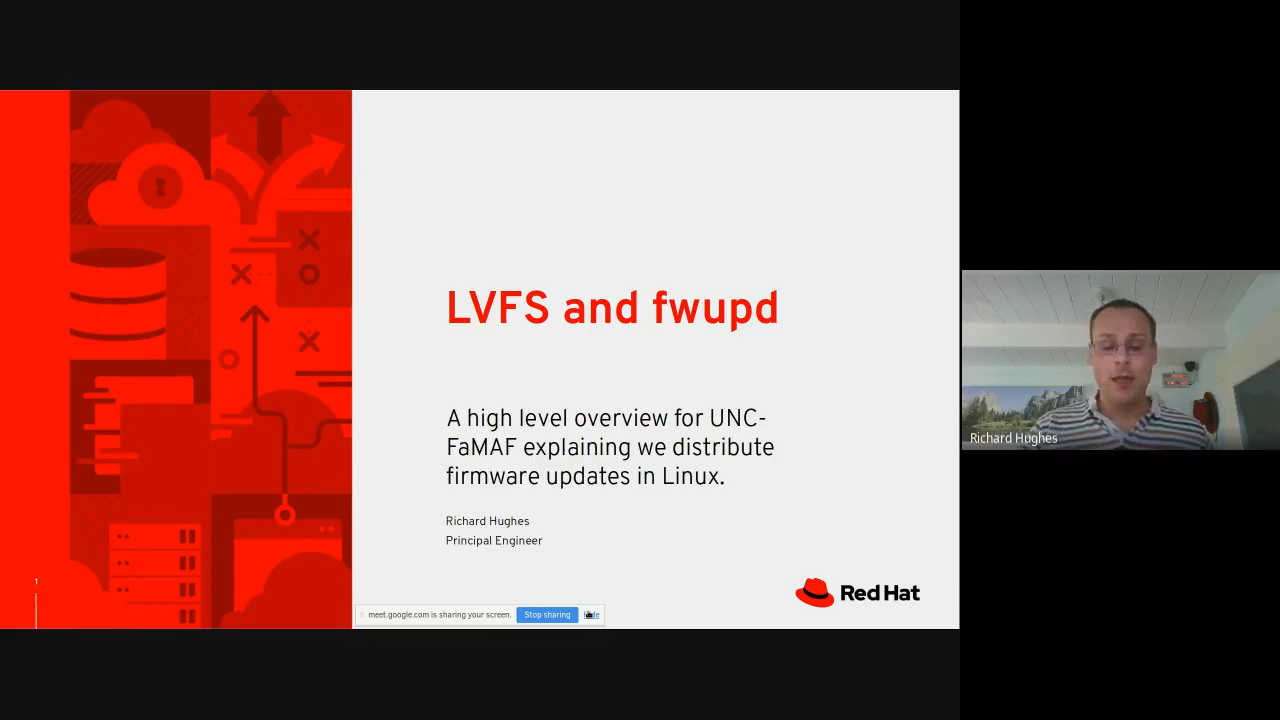 LVFS and fwupd
A high level overview for UNC-
FaMAF explaining we distribute
firmware updates in Linux.
Richard Hughes
Principal Engineer
1
Red Hat
meet.google.com is sharing your screen. Stop sharing
Richard Hughes